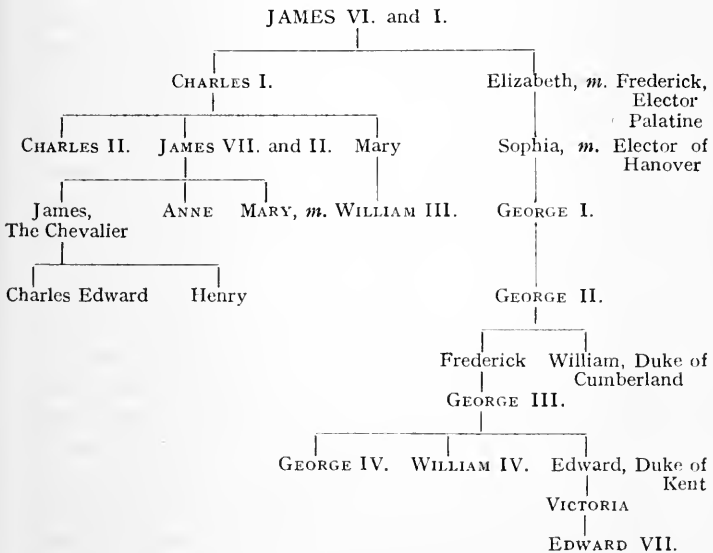 JAMES VI. and I.
CHARLES I.
Elizabeth, m. Frederick,
Elector
Palatine
CHARLES II. JAMES VII. and II. Mary
Sophia, m. Elector of
Hanover
James,
The Chevalier
ANNE
MARY, m. WILLIAM III.
GEORGE I.
Charles Edward
Henry
GEORGE II.
Frederick
William, Duke of
Cumberland
GEORGE III.
GEORGE IV.
WILLIAM IV.
Edward, Duke of
Kent
VICTORIA
EDWARD VII.